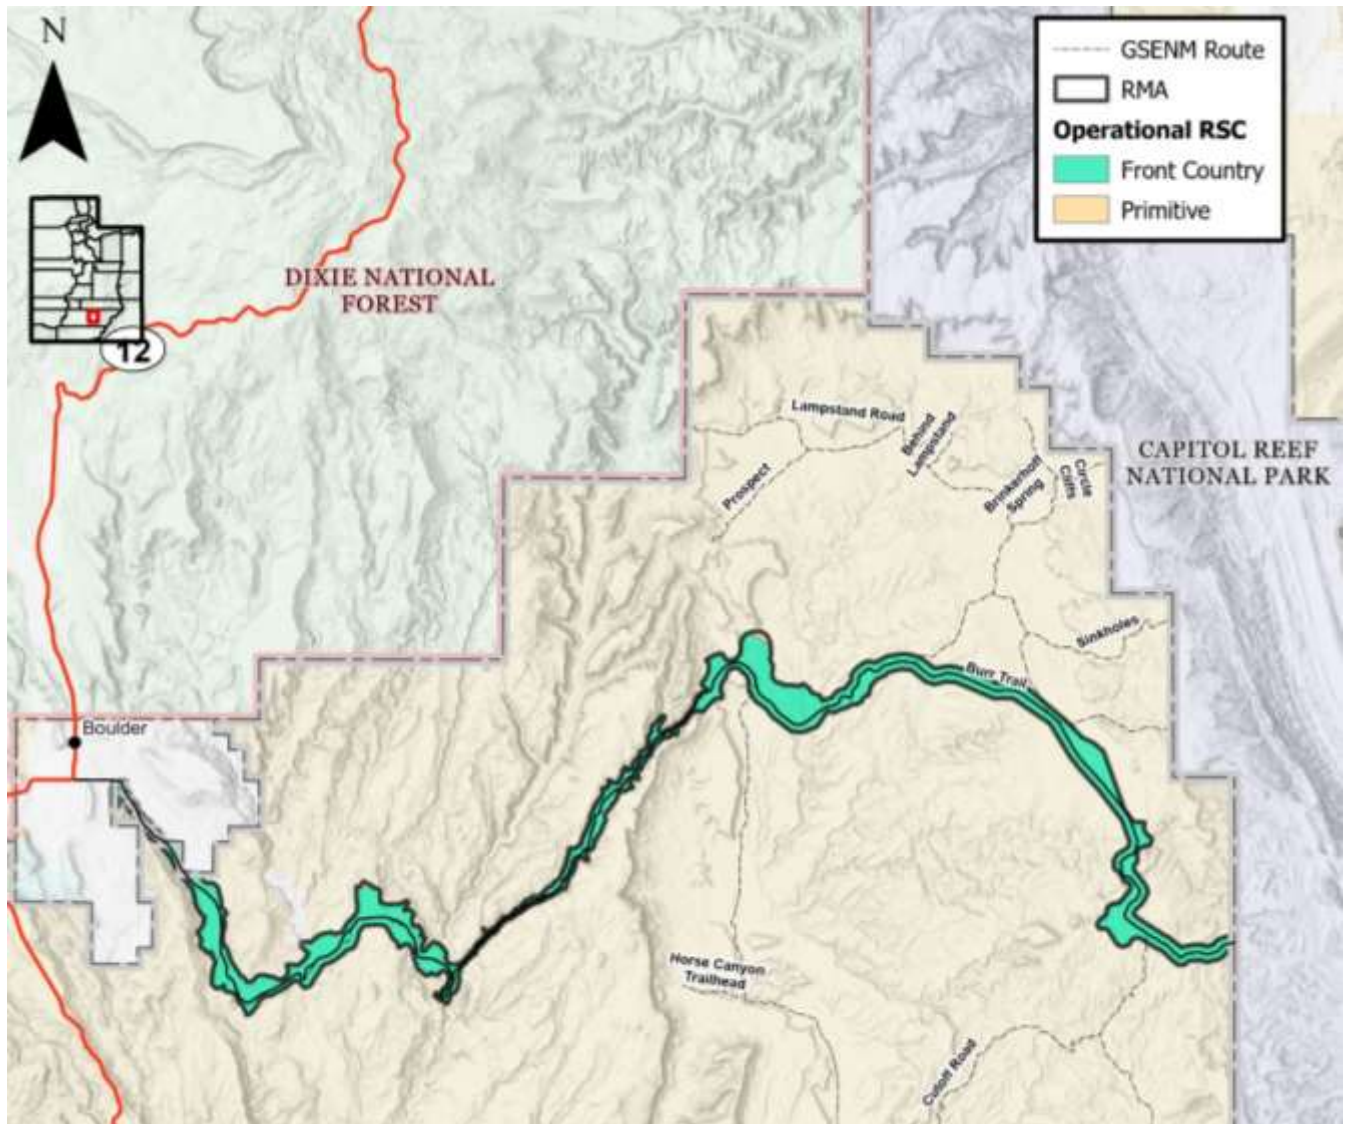 N
GSENM Route
RMA
Operational RSC
Front Country
Primitive
DIXIE NATIONAL
FOREST
12
Lampstand Road
Behind
Lampstand
Prospect
Brinkerhoff
Spring
Circle
Cliffs
CAPITOL REEF
NATIONAL PARK
Sinkholes
Burr Trail
Boulder
Horse Canyon
Trailhead
Cutoff Road